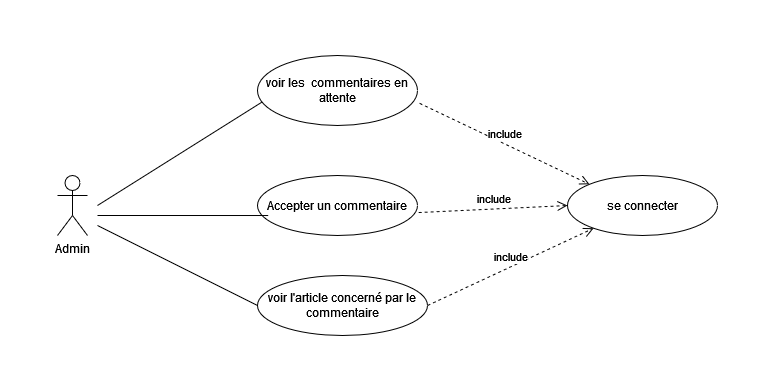 voir les commentaires en
attente
include
Accepter un commentaire
include
se connecter
Admin
include
voir l'article concerné par le
commentaire